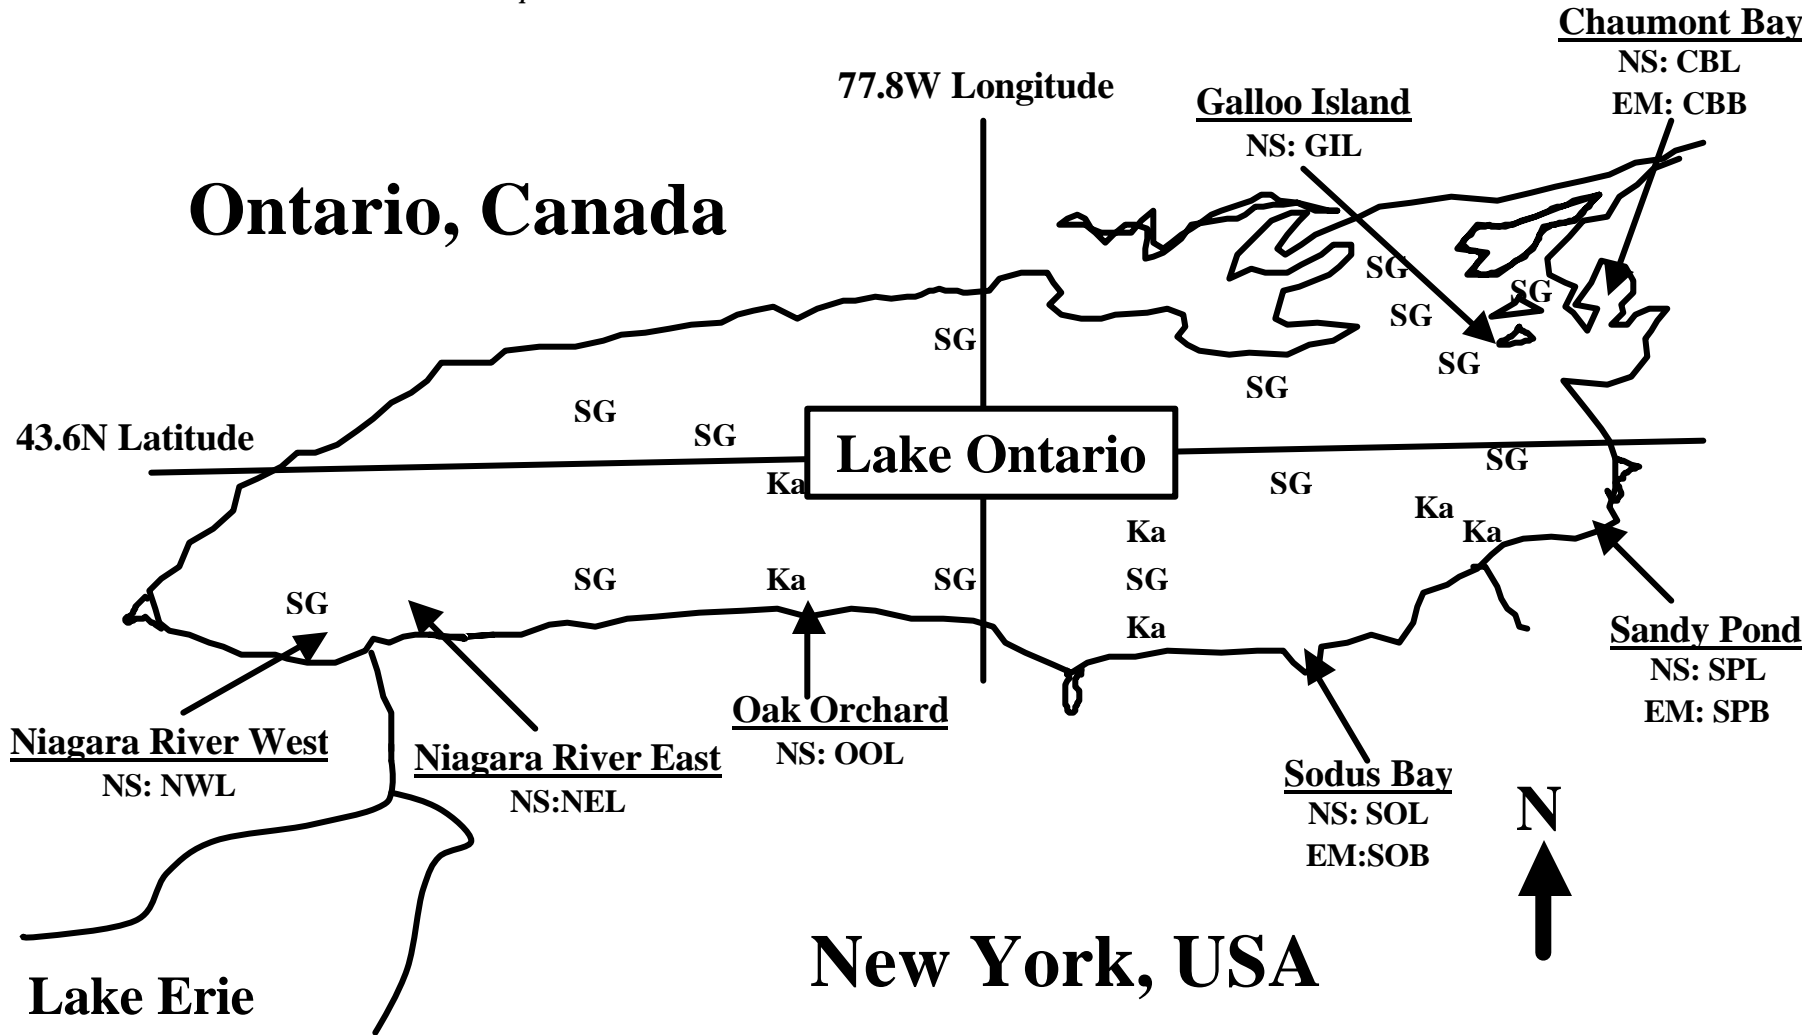 Chaumont Bay
NS: CBL
EM: CBB
77.8W Longitude
Galloo Island
NS: GIL
Ontario, Canada
SG
SG
SG
SG
SG
SG
SG
SG
43.6N Latitude
SG
Lake Ontario
SG
Ka
SG
Ka
Ka
Ka
SG
Ka
SG
SG
SG
Ka
Sandy Pond
NS: SPL
EM: SPB
Oak Orchard
NS: OOL
Niagara River West
NS: NWL
Niagara River East
NS:NEL
Sodus Bay
NS: SOL
EM:SOB
N
New York, USA
Lake Erie